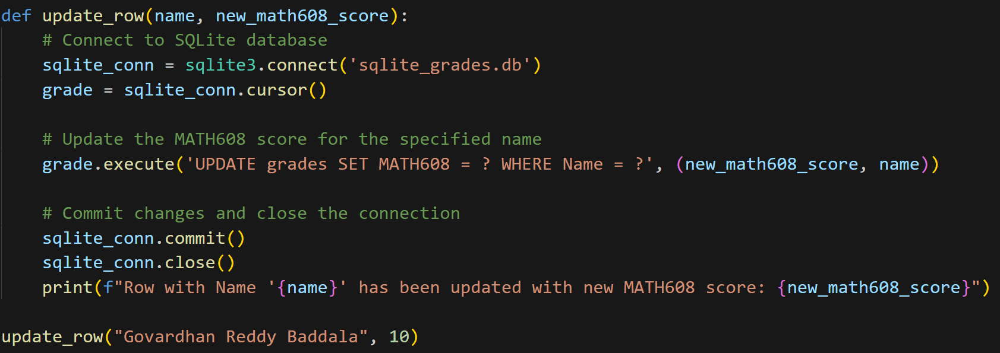 def update_row(name, new_math608_score):
    # Connect to SQLite database
    sqlite_conn = sqlite3.connect('sqlite_grades.db')
    grade = sqlite_conn.cursor()

    # Update the MATH608 score for the specified name
    grade.execute('UPDATE grades SET MATH608 = ? WHERE Name = ?', (new_math608_score, name))

    # Commit changes and close the connection
    sqlite_conn.commit()
    sqlite_conn.close()
    print(f"Row with Name '{name}' has been updated with new MATH608 score: {new_math608_score}")

update_row("Govardhan Reddy Baddala", 10)